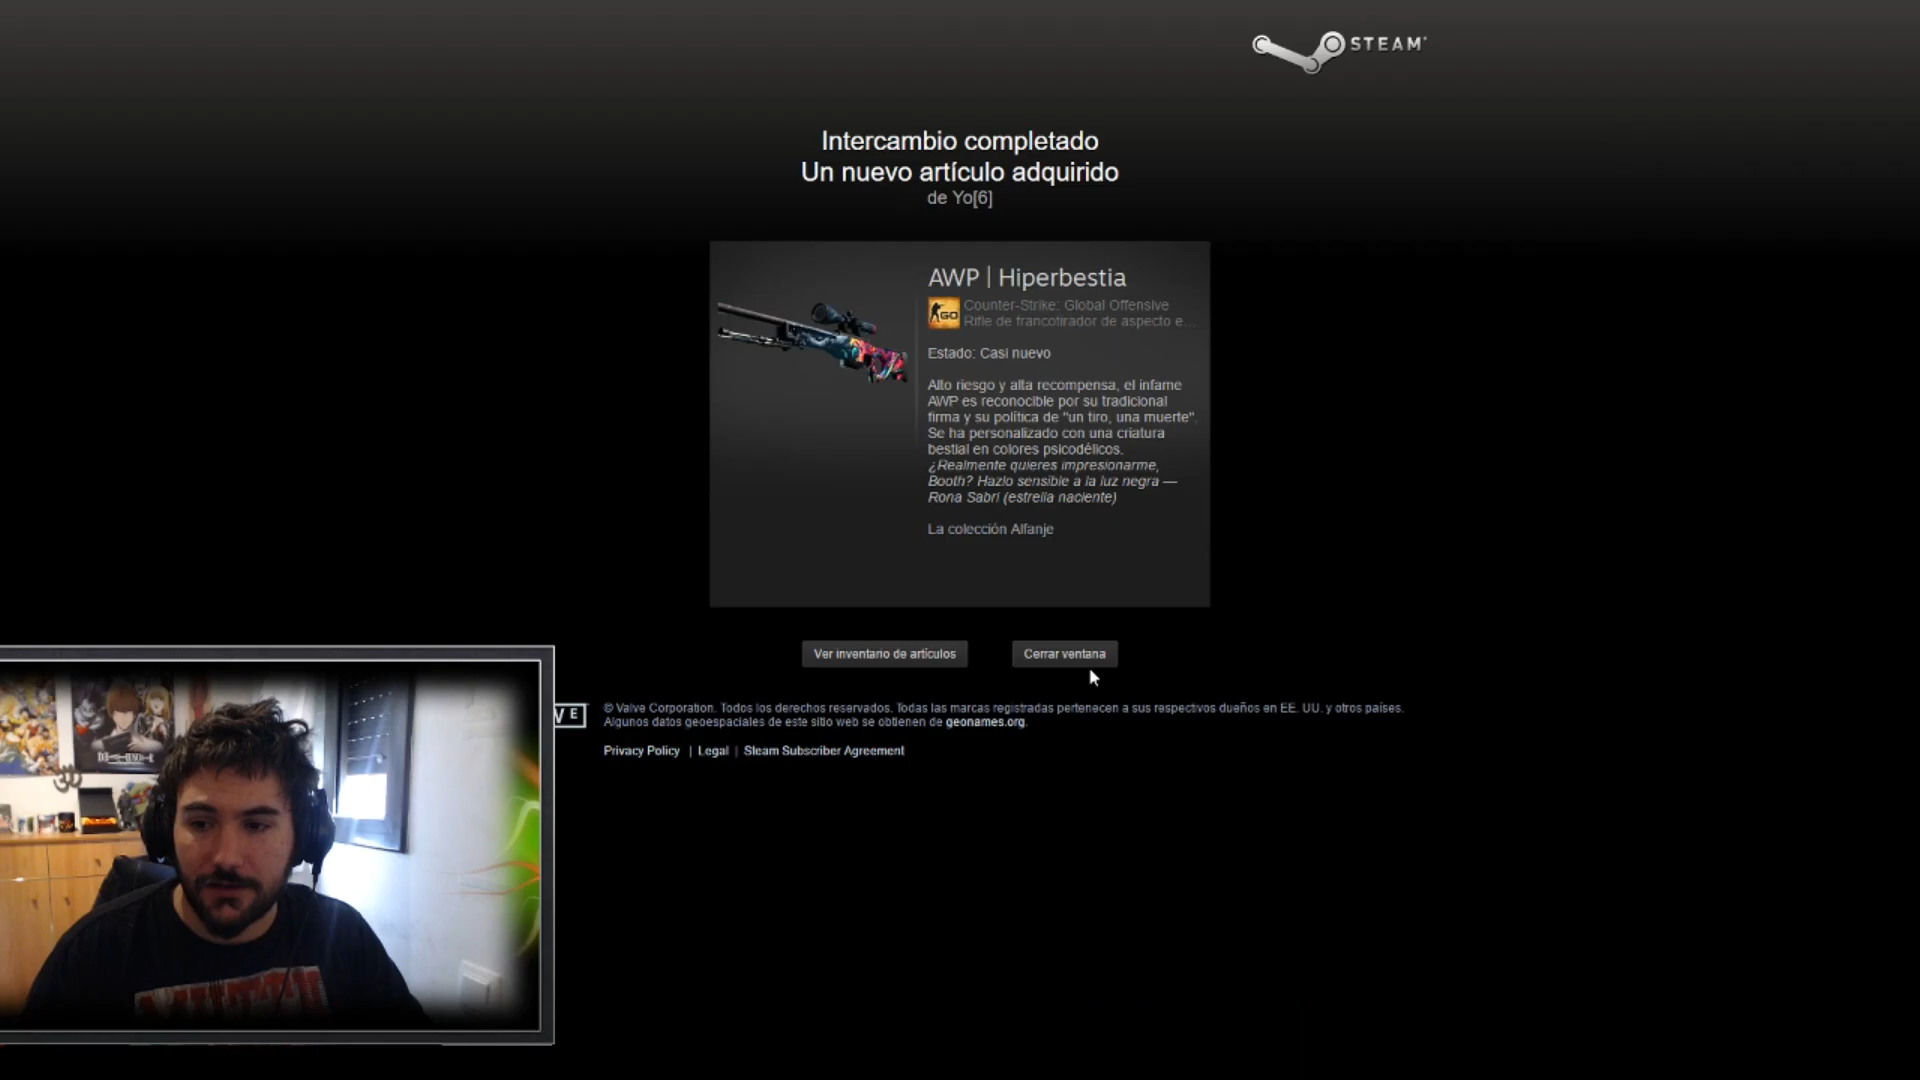 STEAM
Intercambio completado
Un nuevo artículo adquirido
de Yo[6]
AWP | Hiperbestia
GO
Counter-Strike: Global Offensive
Rifle de francotirador de aspecto e...
Estado: Casi nuevo
Alto riesgo y alta recompensa, el infame
AWP es reconocible por su tradicional
firma y su política de "un tiro, una muerte".
Se ha personalizado con una criatura
bestial en colores psicodélicos.
¿Realmente quieres impresionarme,
Booth? Hazlo sensible a la luz negra —
Rona Sabri (estrella naciente)
La colección Alfanje
Ver inventario de artículos
Cerrar ventana
VE
© Valve Corporation. Todos los derechos reservados. Todas las marcas registradas pertenecen a sus respectivos dueños en EE. UU. y otros países.
Algunos datos geoespaciales de este sitio web se obtienen de geonames.org.
Privacy Policy | Legal | Steam Subscriber Agreement